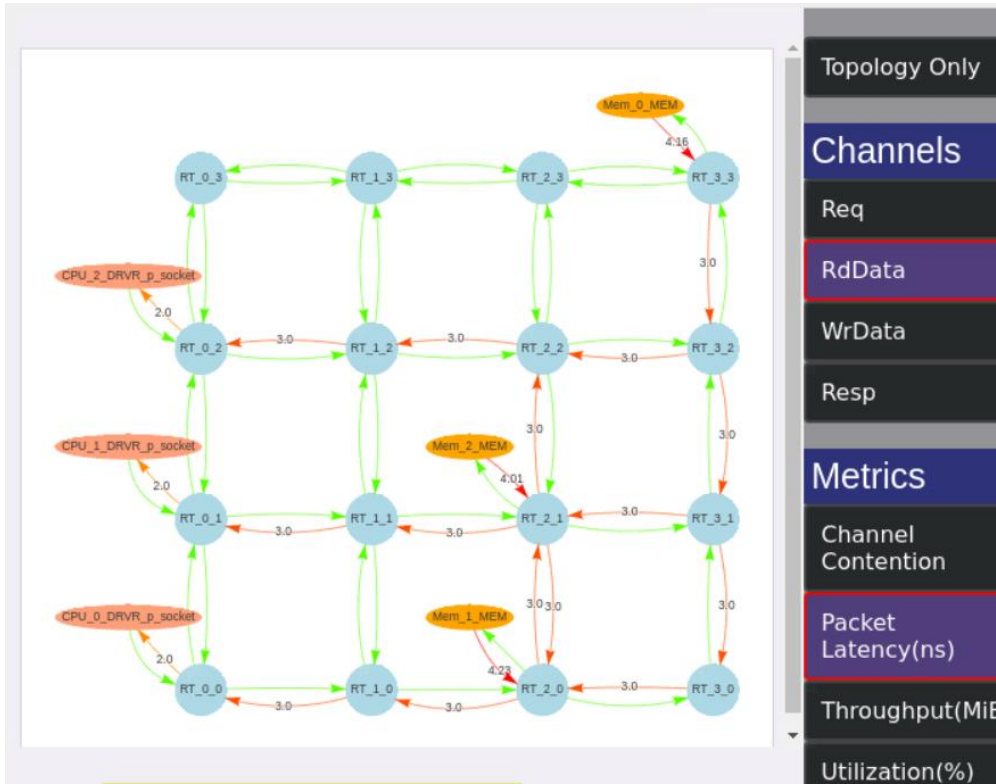 Mem_0_MEM
4.16
RT_0_3
RT_1_3
RT_2_3
RT_3_3
3.0
CPU_2_DRVR_p_socket
2.0
3.0
3.0
RT_0_2
RT_1_2
RT_2_2
RT_3_2
3.0
3.0
3.0
CPU_1_DRVR_p_socket
Mem_2_MEM
2.0
4.01
3.0
RT_0_1
RT_1_1
RT_2_1
RT_3_1
3.0
3.0
3.0
3.0
3.0
CPU_0_DRVR_p_socket
Mem_1_MEM
2.0
4.23
3.0
RT_0_0
RT_1_0
RT_2_0
RT_3_0
3.0
3.0
Topology Only
Channels
Req
RdData
WrData
Resp
Metrics
Channel
Contention
Packet
Latency(ns)
Throughput(MiB
Utilization(%)